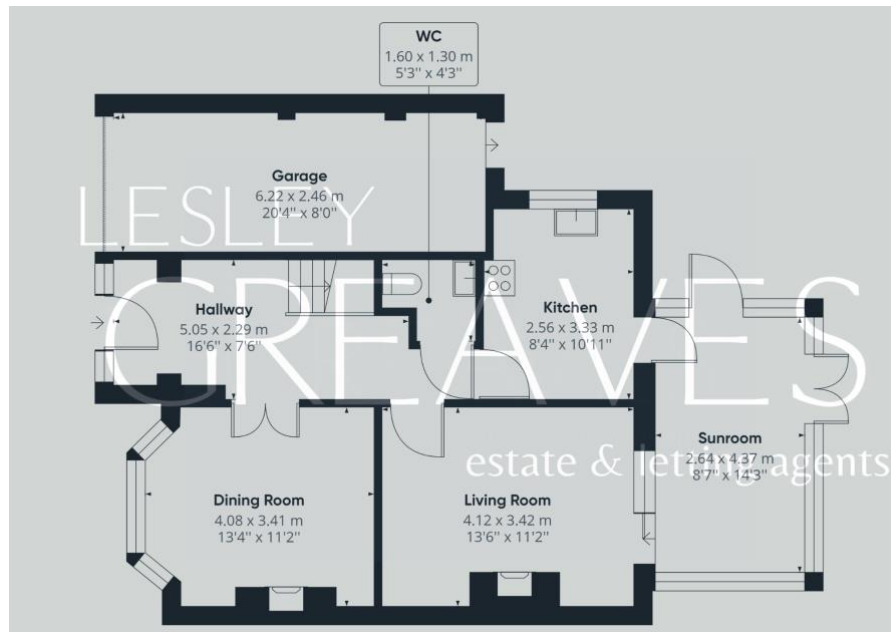 WC
1.60 x 1.30 m
5'3" x 4'3"
Garage
6.22 x 2.46 m
20'4" x 8'0"
LESLEY
GREAVES
estate & letting agents
Hallway
5.05 x 2.29 m
16'6" x 7'6"
Kitchen
2.56 x 3.33 m
8'4" x 10'11"
Sunroom
2.64 x 4.37 m
8'7" x 14'3"
Dining Room
4.08 x 3.41 m
13'4" x 11'2"
Living Room
4.12 x 3.42 m
13'6" x 11'2"